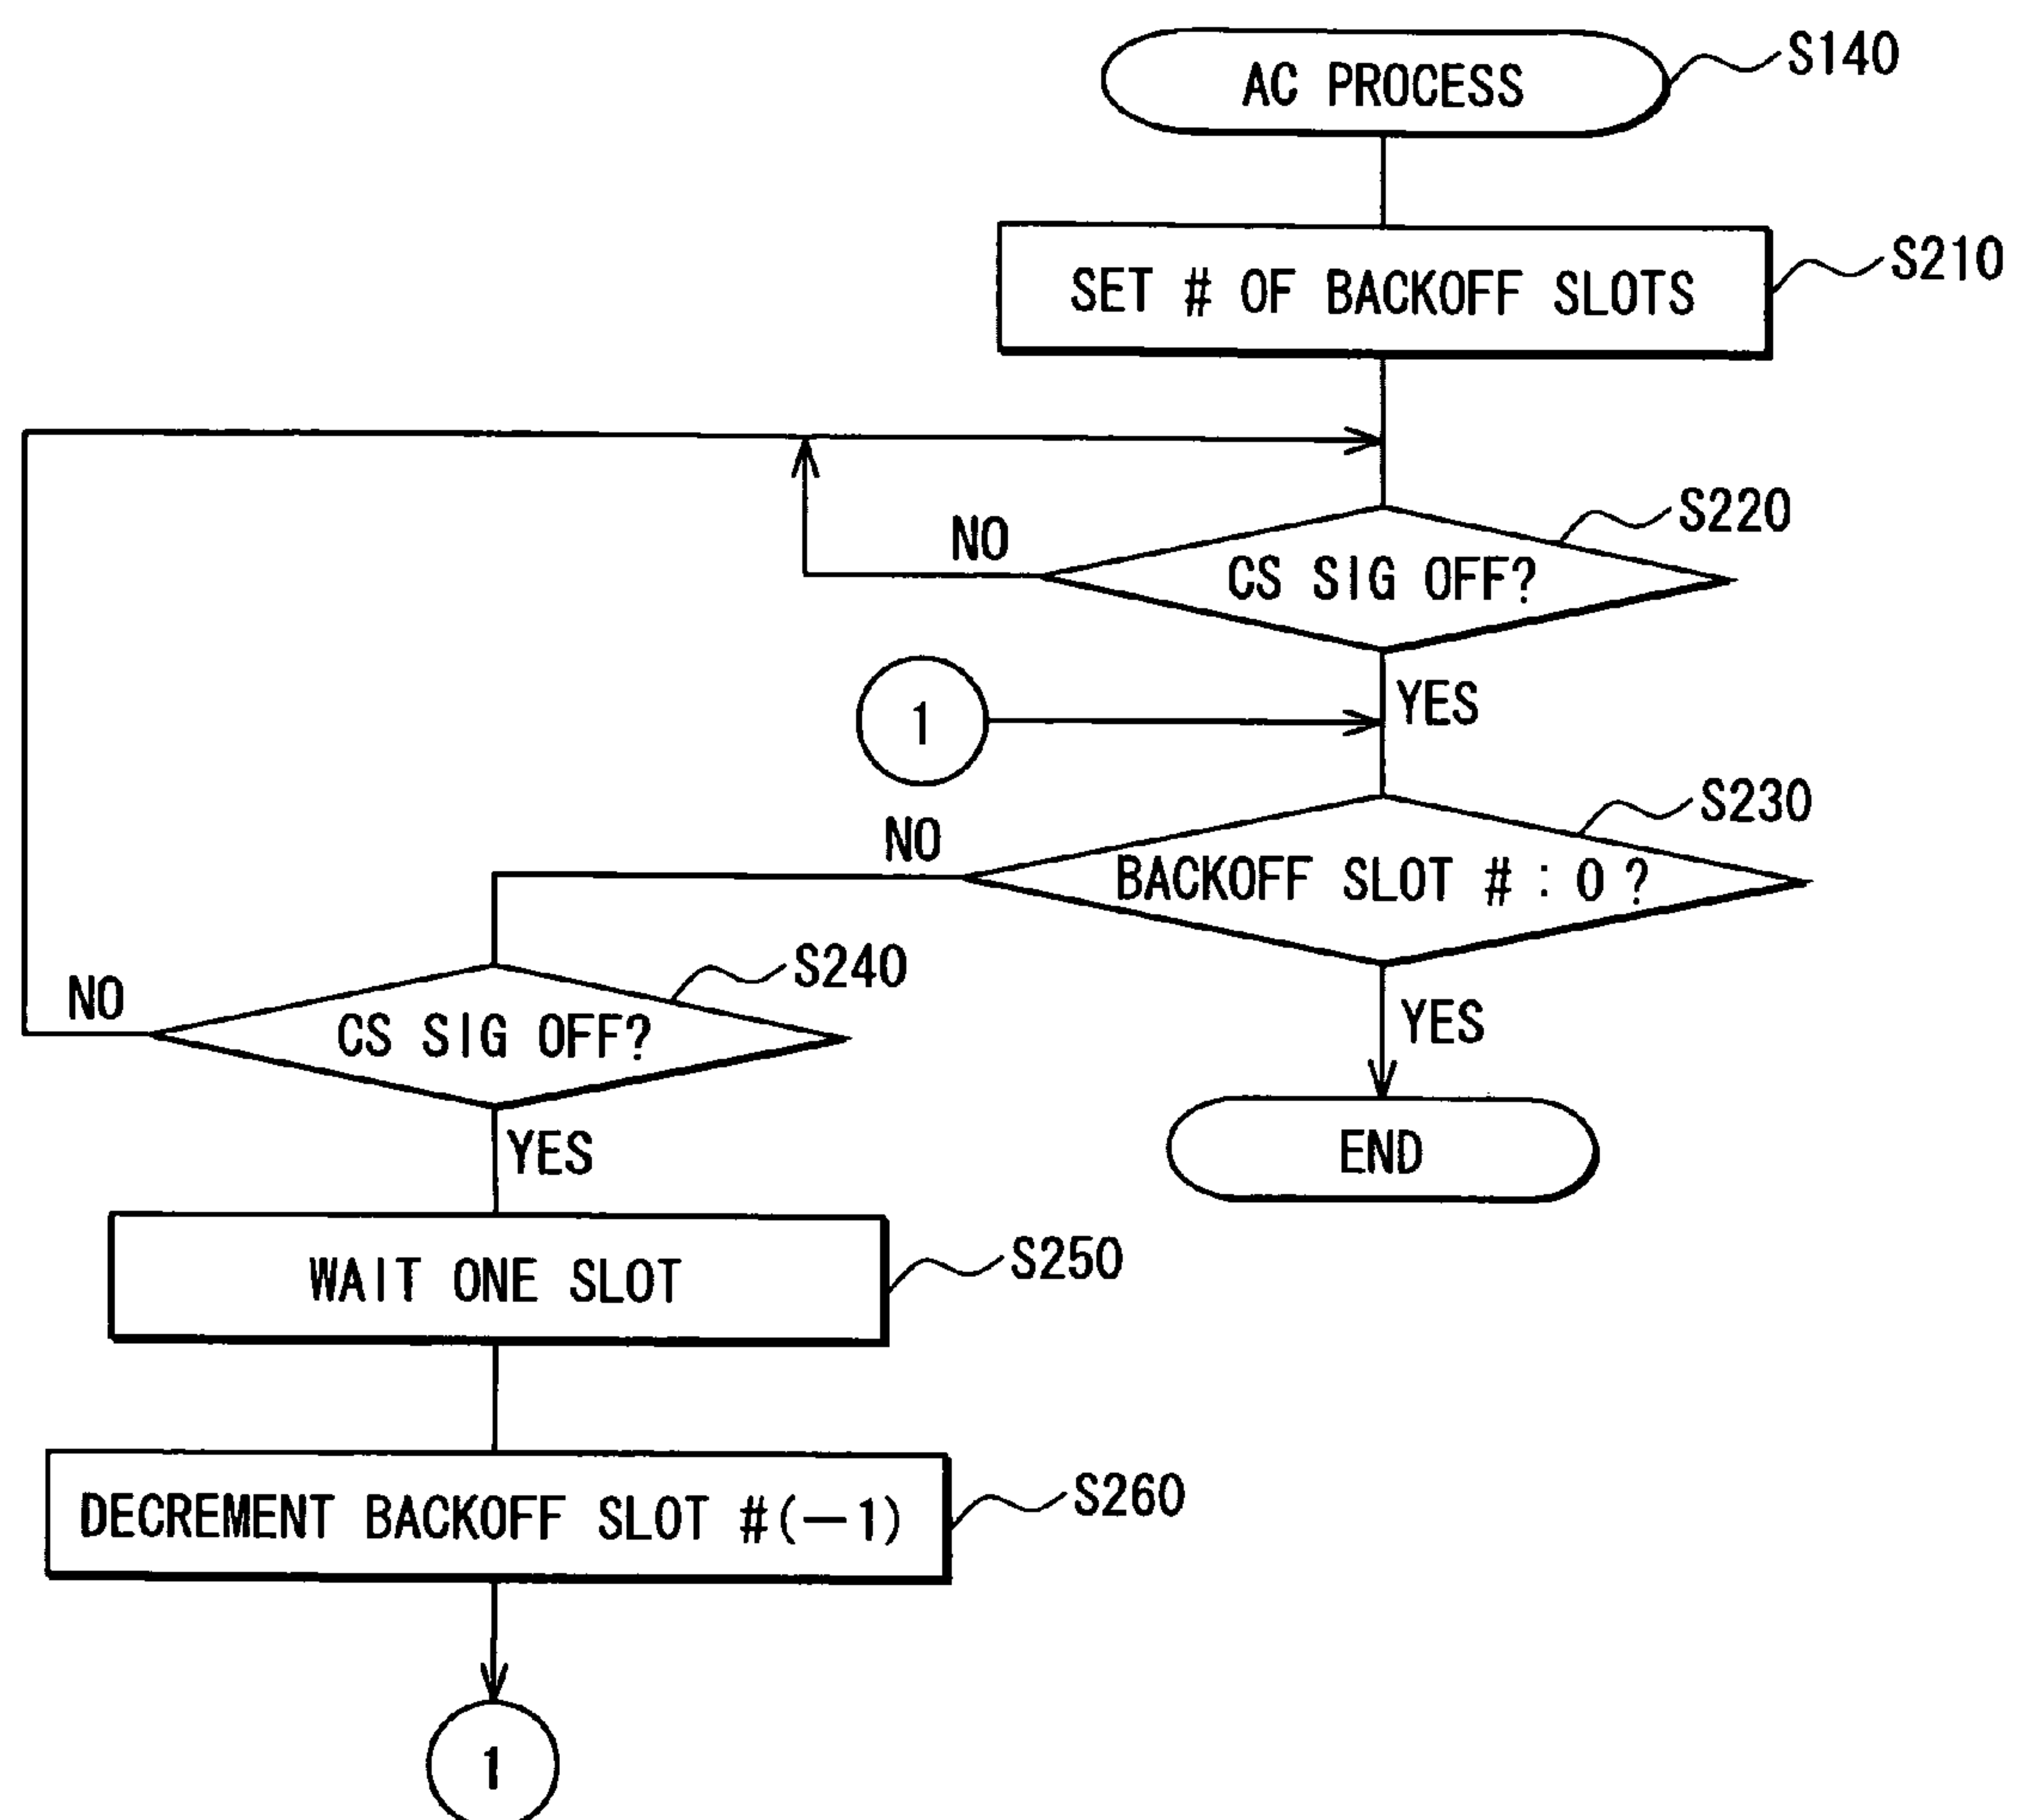 AC PROCESS
S140
SET # OF BACKOFF SLOTS
S210
CS SIG OFF?
S220
NO
YES
1
BACKOFF SLOT # : 0 ?
S230
NO
YES
END
CS SIG OFF?
S240
NO
YES
WAIT ONE SLOT
S250
DECREMENT BACKOFF SLOT #(—1)
S260
1